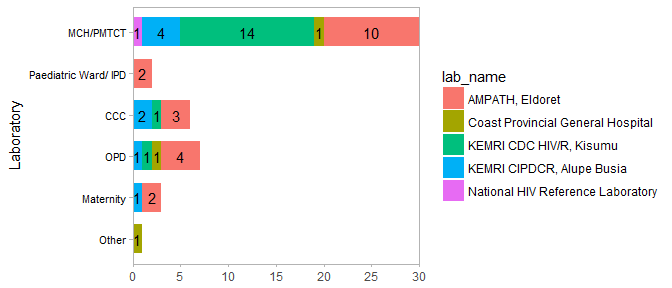 Laboratory
MCH/PMTCT
1 4 14 1 10
Paediatric Ward/ IPD
2
CCC
2 1 3
OPD
1 1 1 4
Maternity
1 2
Other
1
0 5 10 15 20 25 30
lab_name
AMPATH, Eldoret
Coast Provincial General Hospital
KEMRI CDC HIV/R, Kisumu
KEMRI CIPDCR, Alupe Busia
National HIV Reference Laboratory